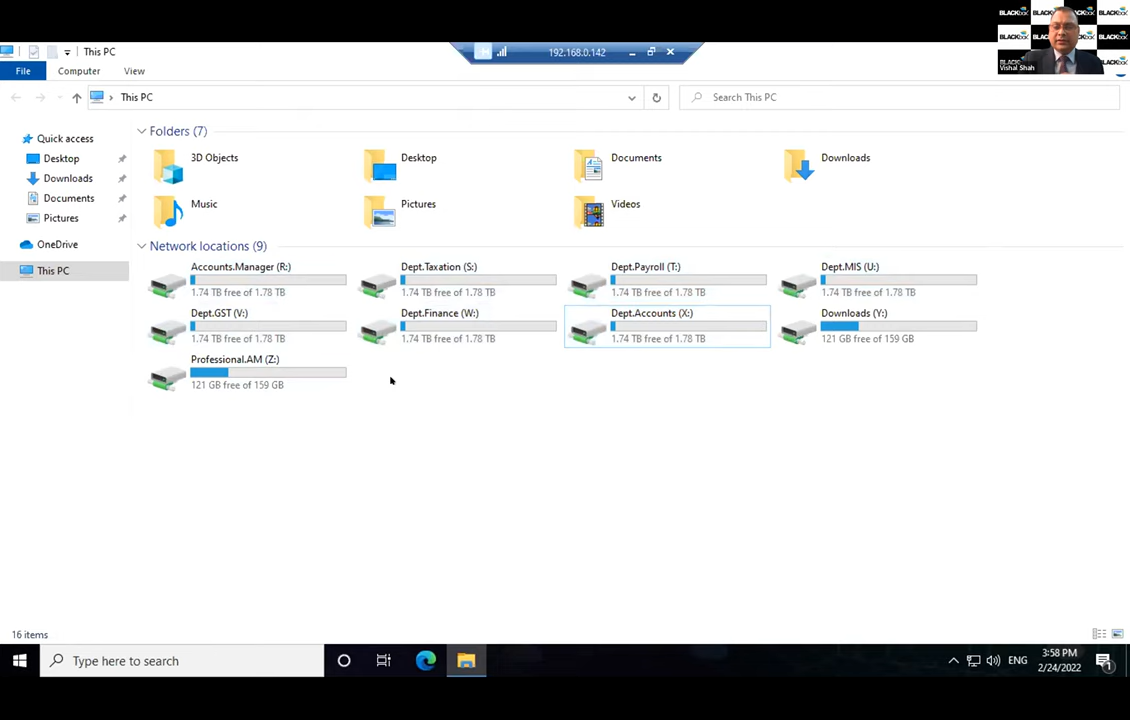 This PC
192.168.0.142
BLACKbox
Vishal Shah
File Computer View
This PC
Search This PC
Quick access
Desktop
Downloads
Documents
Pictures
OneDrive
This PC
Folders (7)
3D Objects
Desktop
Documents
Downloads
Music
Pictures
Videos
Network locations (9)
Accounts.Manager (R:)
1.74 TB free of 1.78 TB
Dept.Taxation (S:)
1.74 TB free of 1.78 TB
Dept.Payroll (T:)
1.74 TB free of 1.78 TB
Dept.MIS (U:)
1.74 TB free of 1.78 TB
Dept.GST (V:)
1.74 TB free of 1.78 TB
Dept.Finance (W:)
1.74 TB free of 1.78 TB
Dept.Accounts (X:)
1.74 TB free of 1.78 TB
Downloads (Y:)
121 GB free of 159 GB
Professional.AM (Z:)
121 GB free of 159 GB
16 items
Type here to search
ENG
3:58 PM
2/24/2022
1